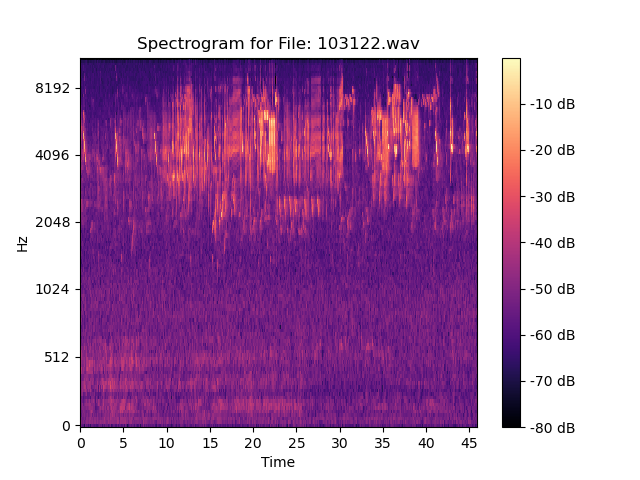 Spectrogram for File: 103122.wav
8192
4096
2048
1024
512
0
Hz
0 5 10 15 20 25 30 35 40 45
Time
-10 dB
-20 dB
-30 dB
-40 dB
-50 dB
-60 dB
-70 dB
-80 dB